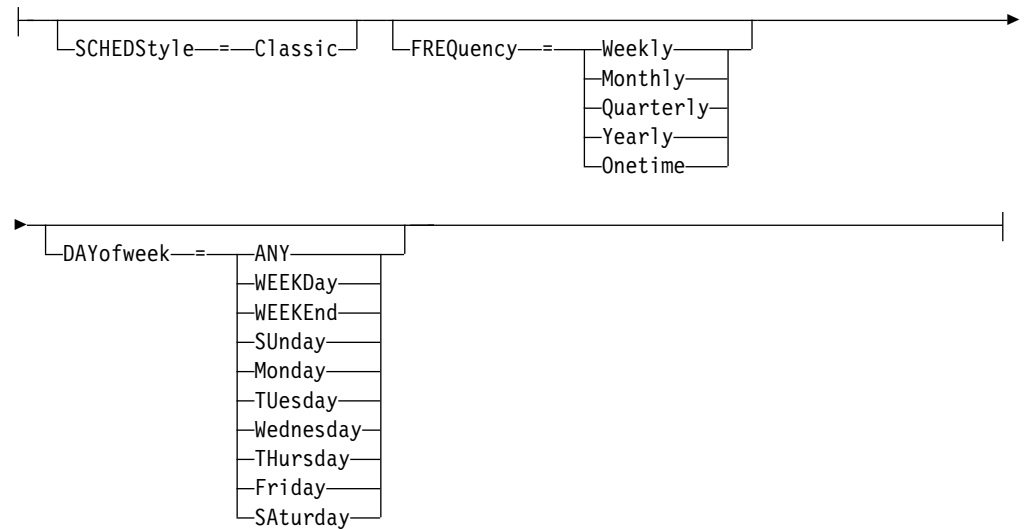 SCHEDStyle = Classic FREQuency = Weekly
Monthly
Quarterly
Yearly
Onetime
DAYofweek = ANY
WEEKDay
WEEKEnd
SUnday
Monday
TUesday
Wednesday
THursday
Friday
SAturday